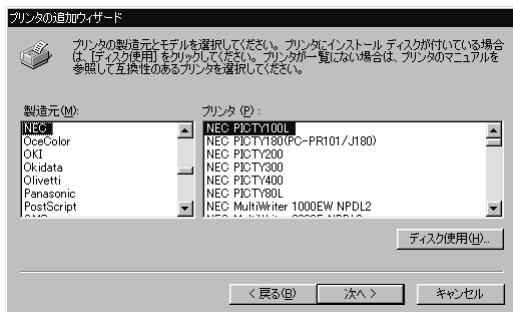 プリンタの追加ウィザード
プリンタの製造元とモデルを選択してください。プリンタにインストール ディスクが付いている場合
は、[ディスク使用] をクリックしてください。プリンタが一覧にない場合は、プリンタのマニュアルを
参照して互換性のあるプリンタを選択してください。
製造元(M):
NEC
OceColor
OKI
Okidata
Olivetti
Panasonic
PostScript
プリンタ(P):
NEC PICTY100L
NEC PICTY180(PC-PR101/J180)
NEC PICTY200
NEC PICTY300
NEC PICTY400
NEC PICTY80L
NEC MultiWriter 1000EW NPDL2
ディスク使用(H)...
< 戻る(B)
次へ >
キャンセル